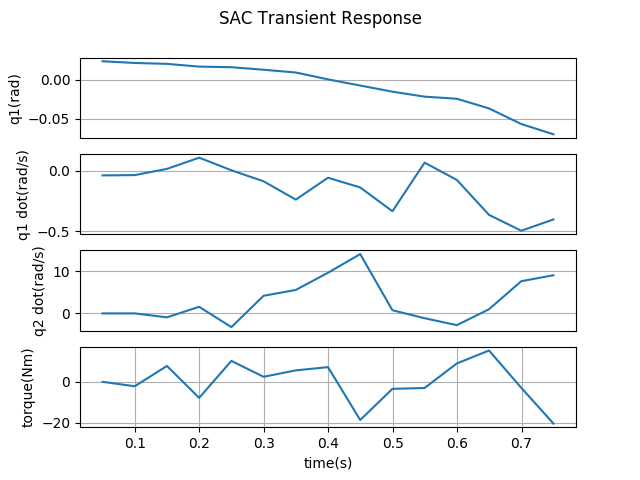 SAC Transient Response
q1(rad)
0.00
−0.05
q1 dot(rad/s)
0.0
−0.5
q2 dot(rad/s)
10
0
torque(Nm)
0
−20
0.1 0.2 0.3 0.4 0.5 0.6 0.7
time(s)